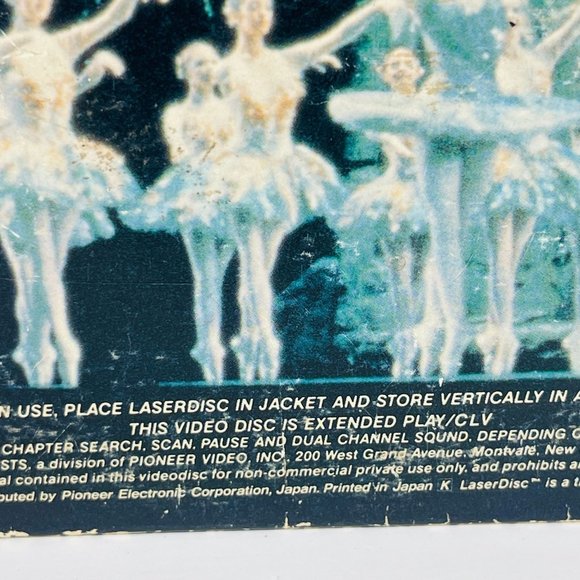 N USE, PLACE LASERDISC IN JACKET AND STORE VERTICALLY IN A
THIS VIDEO DISC IS EXTENDED PLAY/CLV
CHAPTER SEARCH, SCAN, PAUSE AND DUAL CHANNEL SOUND, DEPENDING O
STS, a division of PIONEER VIDEO, INC., 200 West Grand Avenue, Montvale, New
al contained in this videodisc for non-commercial private use only, and prohibits a
buted by Pioneer Electronic Corporation, Japan. Printed in Japan K LaserDisc™ is a t